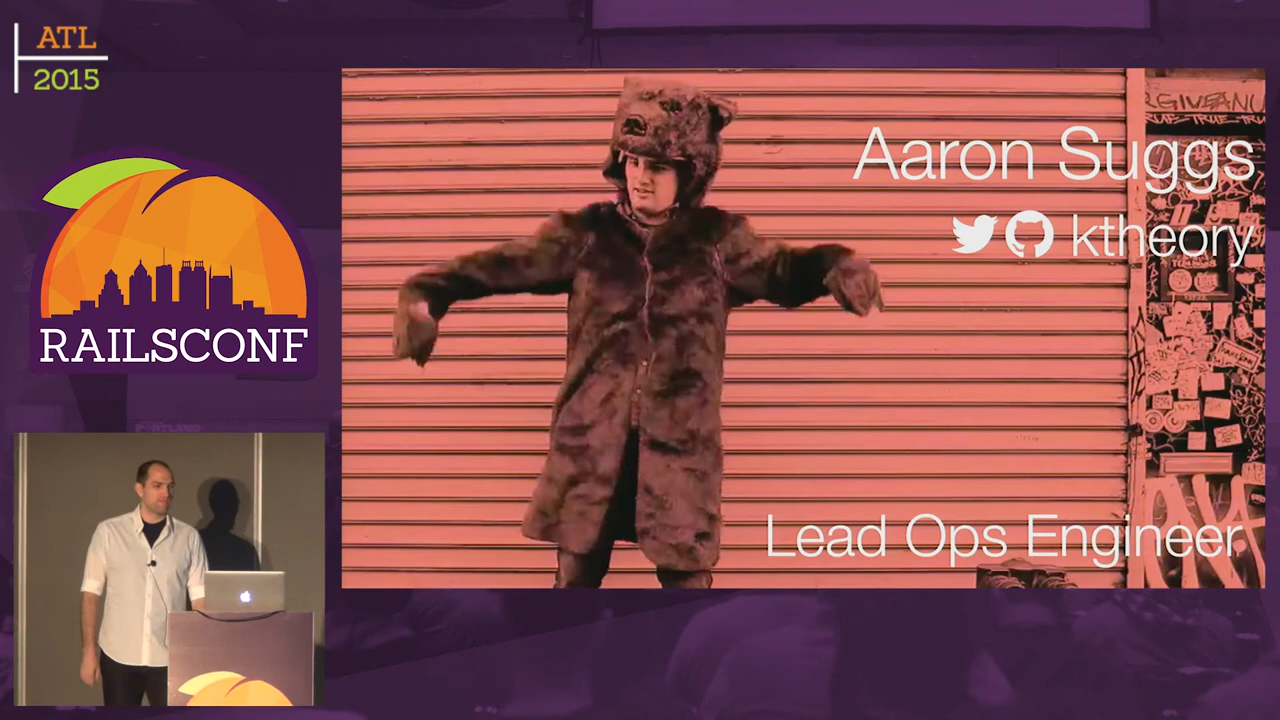 ATL
2015
RAILSCONF
Aaron Suggs
ktheory
Lead Ops Engineer